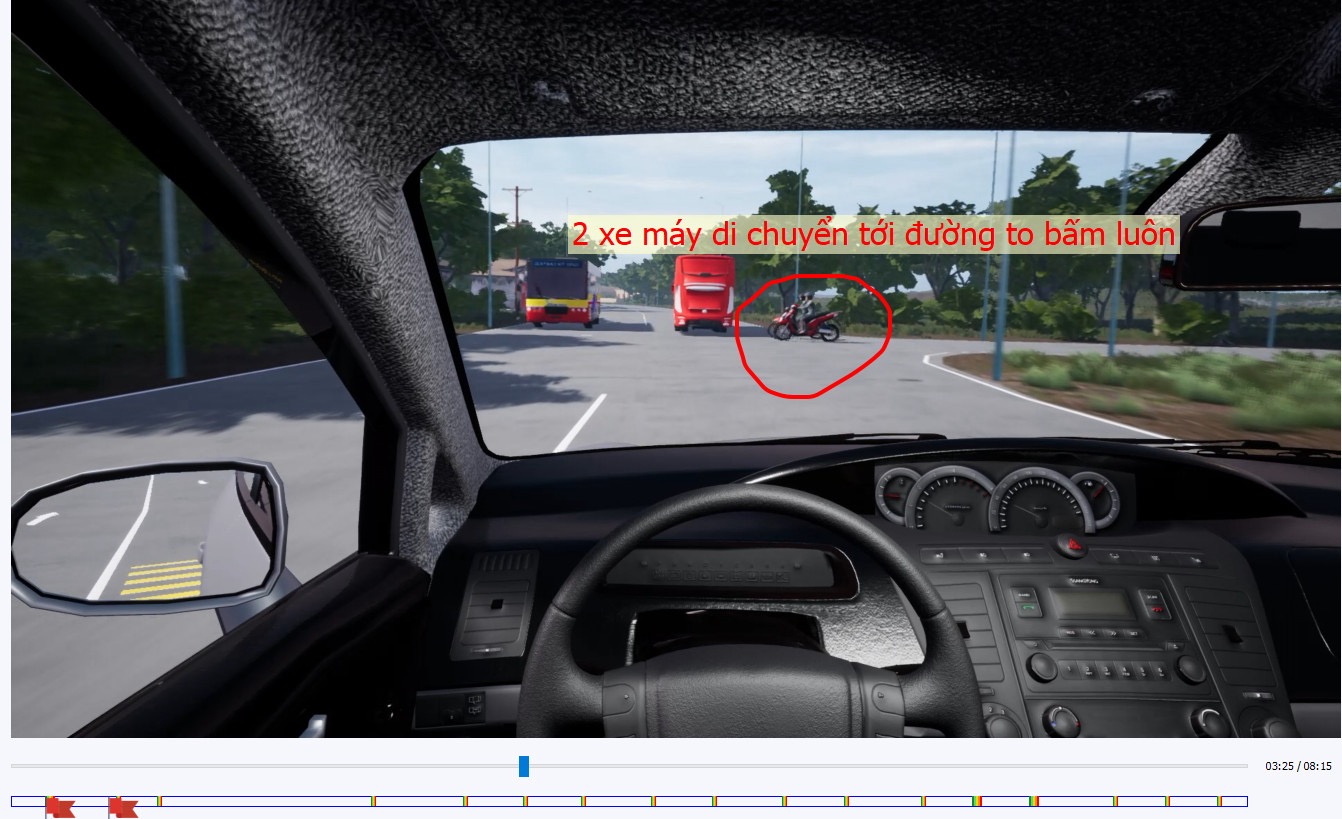 2 xe máy di chuyển tới đường to bấm luôn
03:25 / 08:15